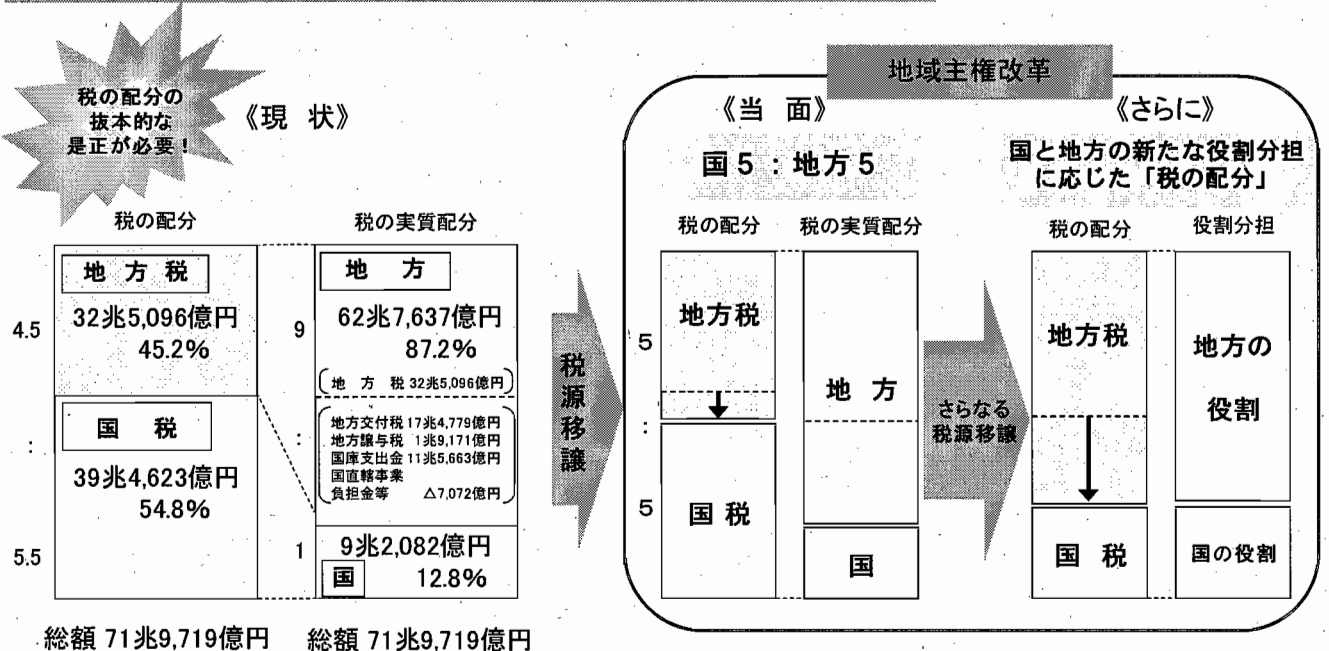 税の配分の
抜本的な
是正が必要！
《現　状》
税の配分
税の実質配分
地 方 税
32兆5,096億円
45.2%
4.5
:
5.5
国　税
39兆4,623億円
54.8%
総額 71兆9,719億円
9
:
1
地　方
62兆7,637億円
87.2%
地　方　税 32兆5,096億円
地方交付税 17兆4,779億円
地方譲与税 1兆9,171億円
国庫支出金 11兆5,663億円
国直轄事業
負担金等　△7,072億円
9兆2,082億円
国　12.8%
総額 71兆9,719億円
税源移譲
地域主権改革
《当　面》
国５：地方５
税の配分
税の実質配分
5
:
5
地方税
国 税
地 方
国
さらなる
税源移譲
《さらに》
国と地方の新たな役割分担
に応じた「税の配分」
税の配分
役割分担
地方税
国　税
地方の
役割
国の役割